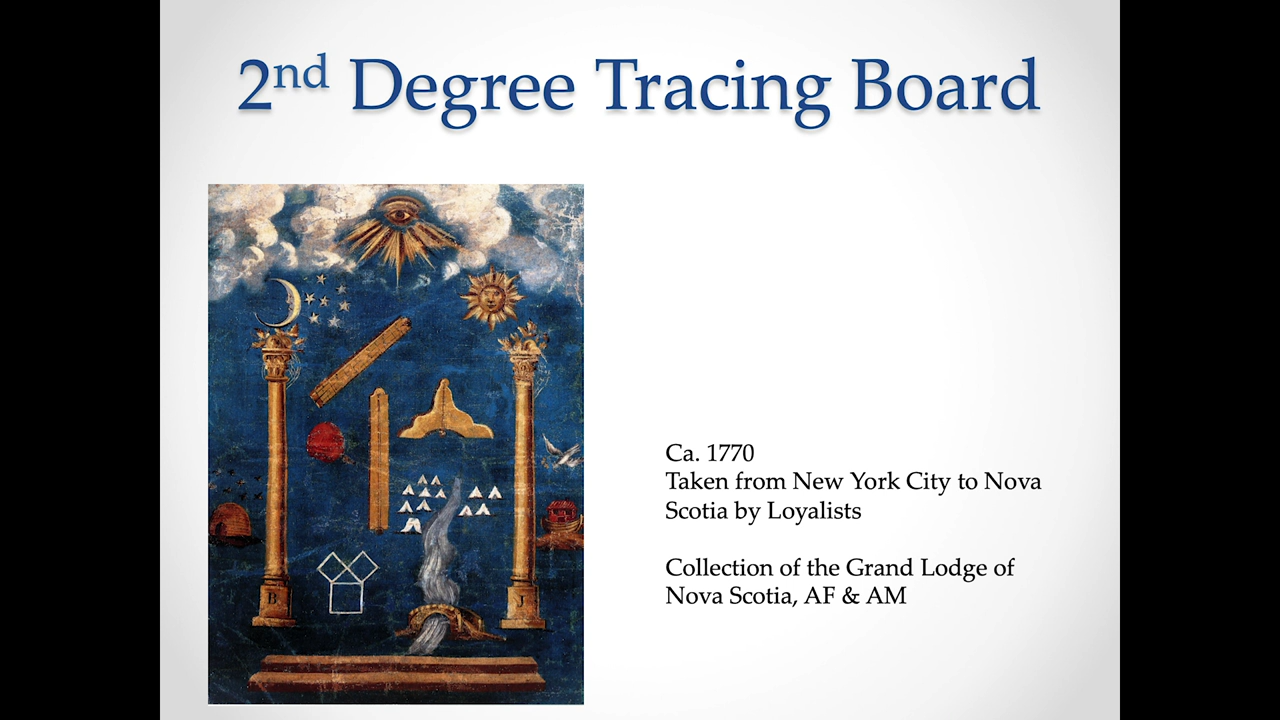 2nd Degree Tracing Board
Ca. 1770
Taken from New York City to Nova
Scotia by Loyalists
Collection of the Grand Lodge of
Nova Scotia, AF & AM
B
J